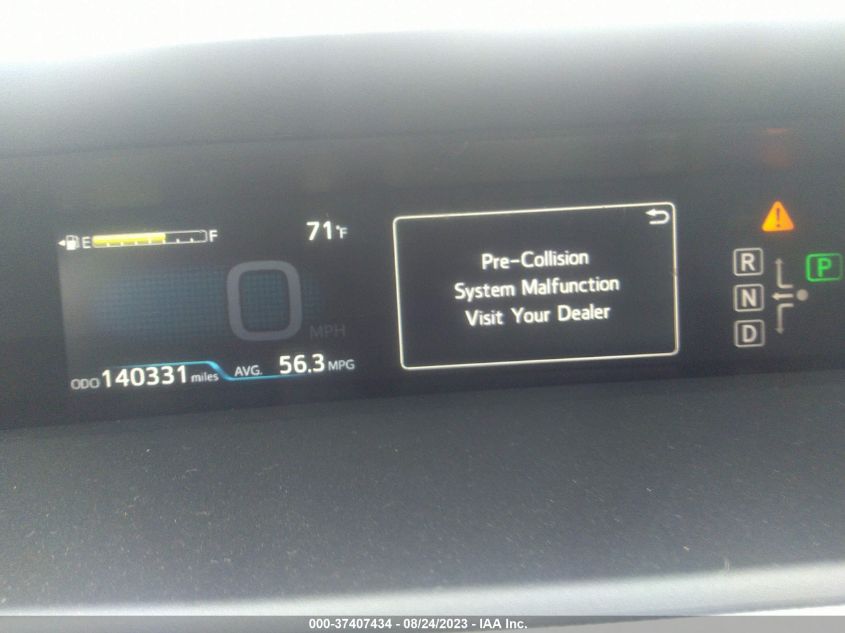 E F 71°F
0 MPH
ODO 140331 miles AVG. 56.3 MPG
Pre-Collision
System Malfunction
Visit Your Dealer
R
N
D
P
000-37407434 - 08/24/2023 - IAA Inc.